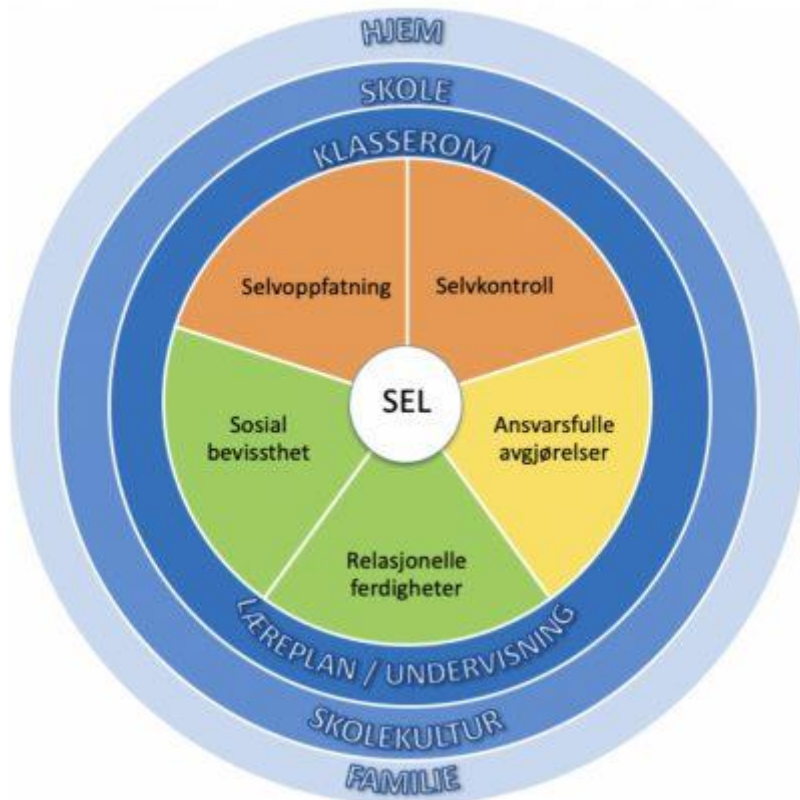 HJEM
SKOLE
KLASSEROM
Selvoppfatning
Selvkontroll
SEL
Sosial
bevissthet
Ansvarsfulle
avgjørelser
Relasjonelle
ferdigheter
LÆREPLAN / UNDERVISNING
SKOLEKULTUR
FAMILIE